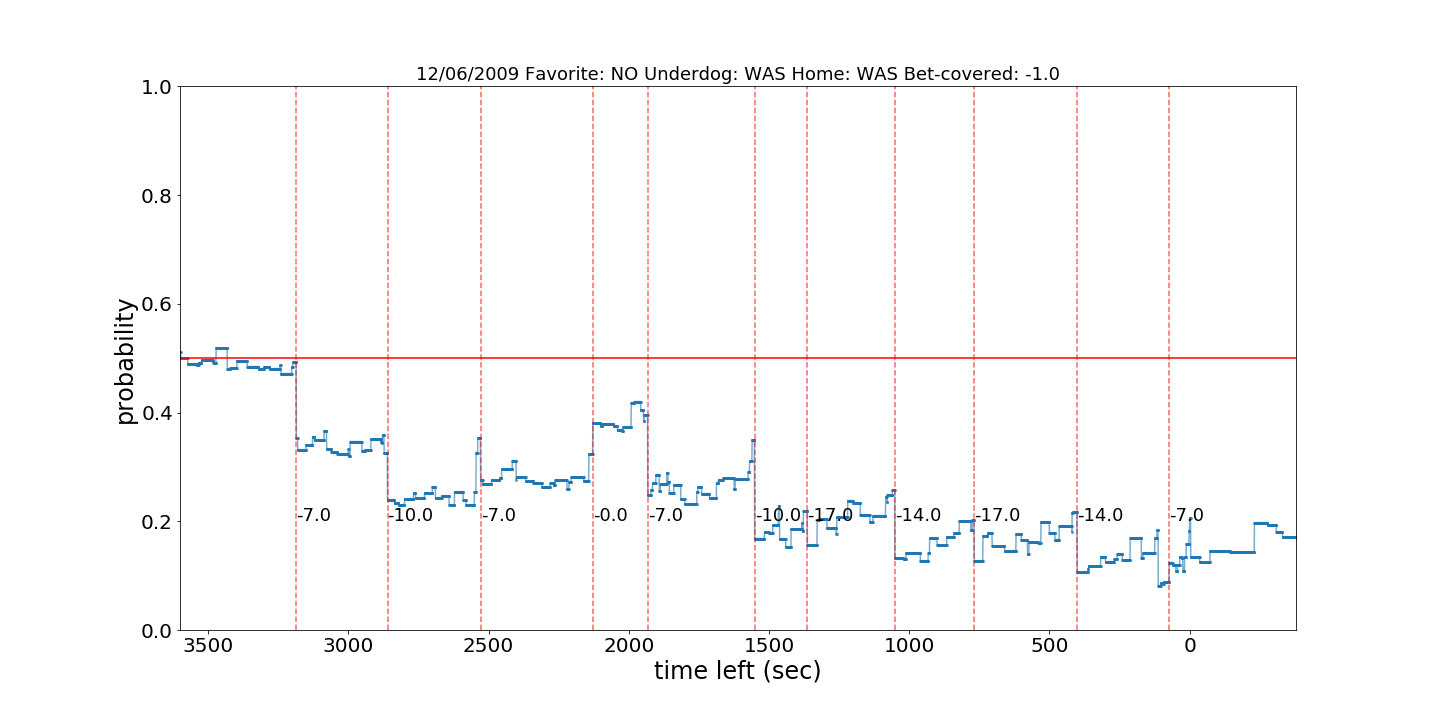 12/06/2009 Favorite: NO Underdog: WAS Home: WAS Bet-covered: -1.0
1.0
0.8
0.6
0.4
0.2
0.0
probability
-7.0 -10.0 -7.0 -0.0 -7.0 -10.0 -17.0 -14.0 -17.0 -14.0 -7.0
3500 3000 2500 2000 1500 1000 500 0
time left (sec)